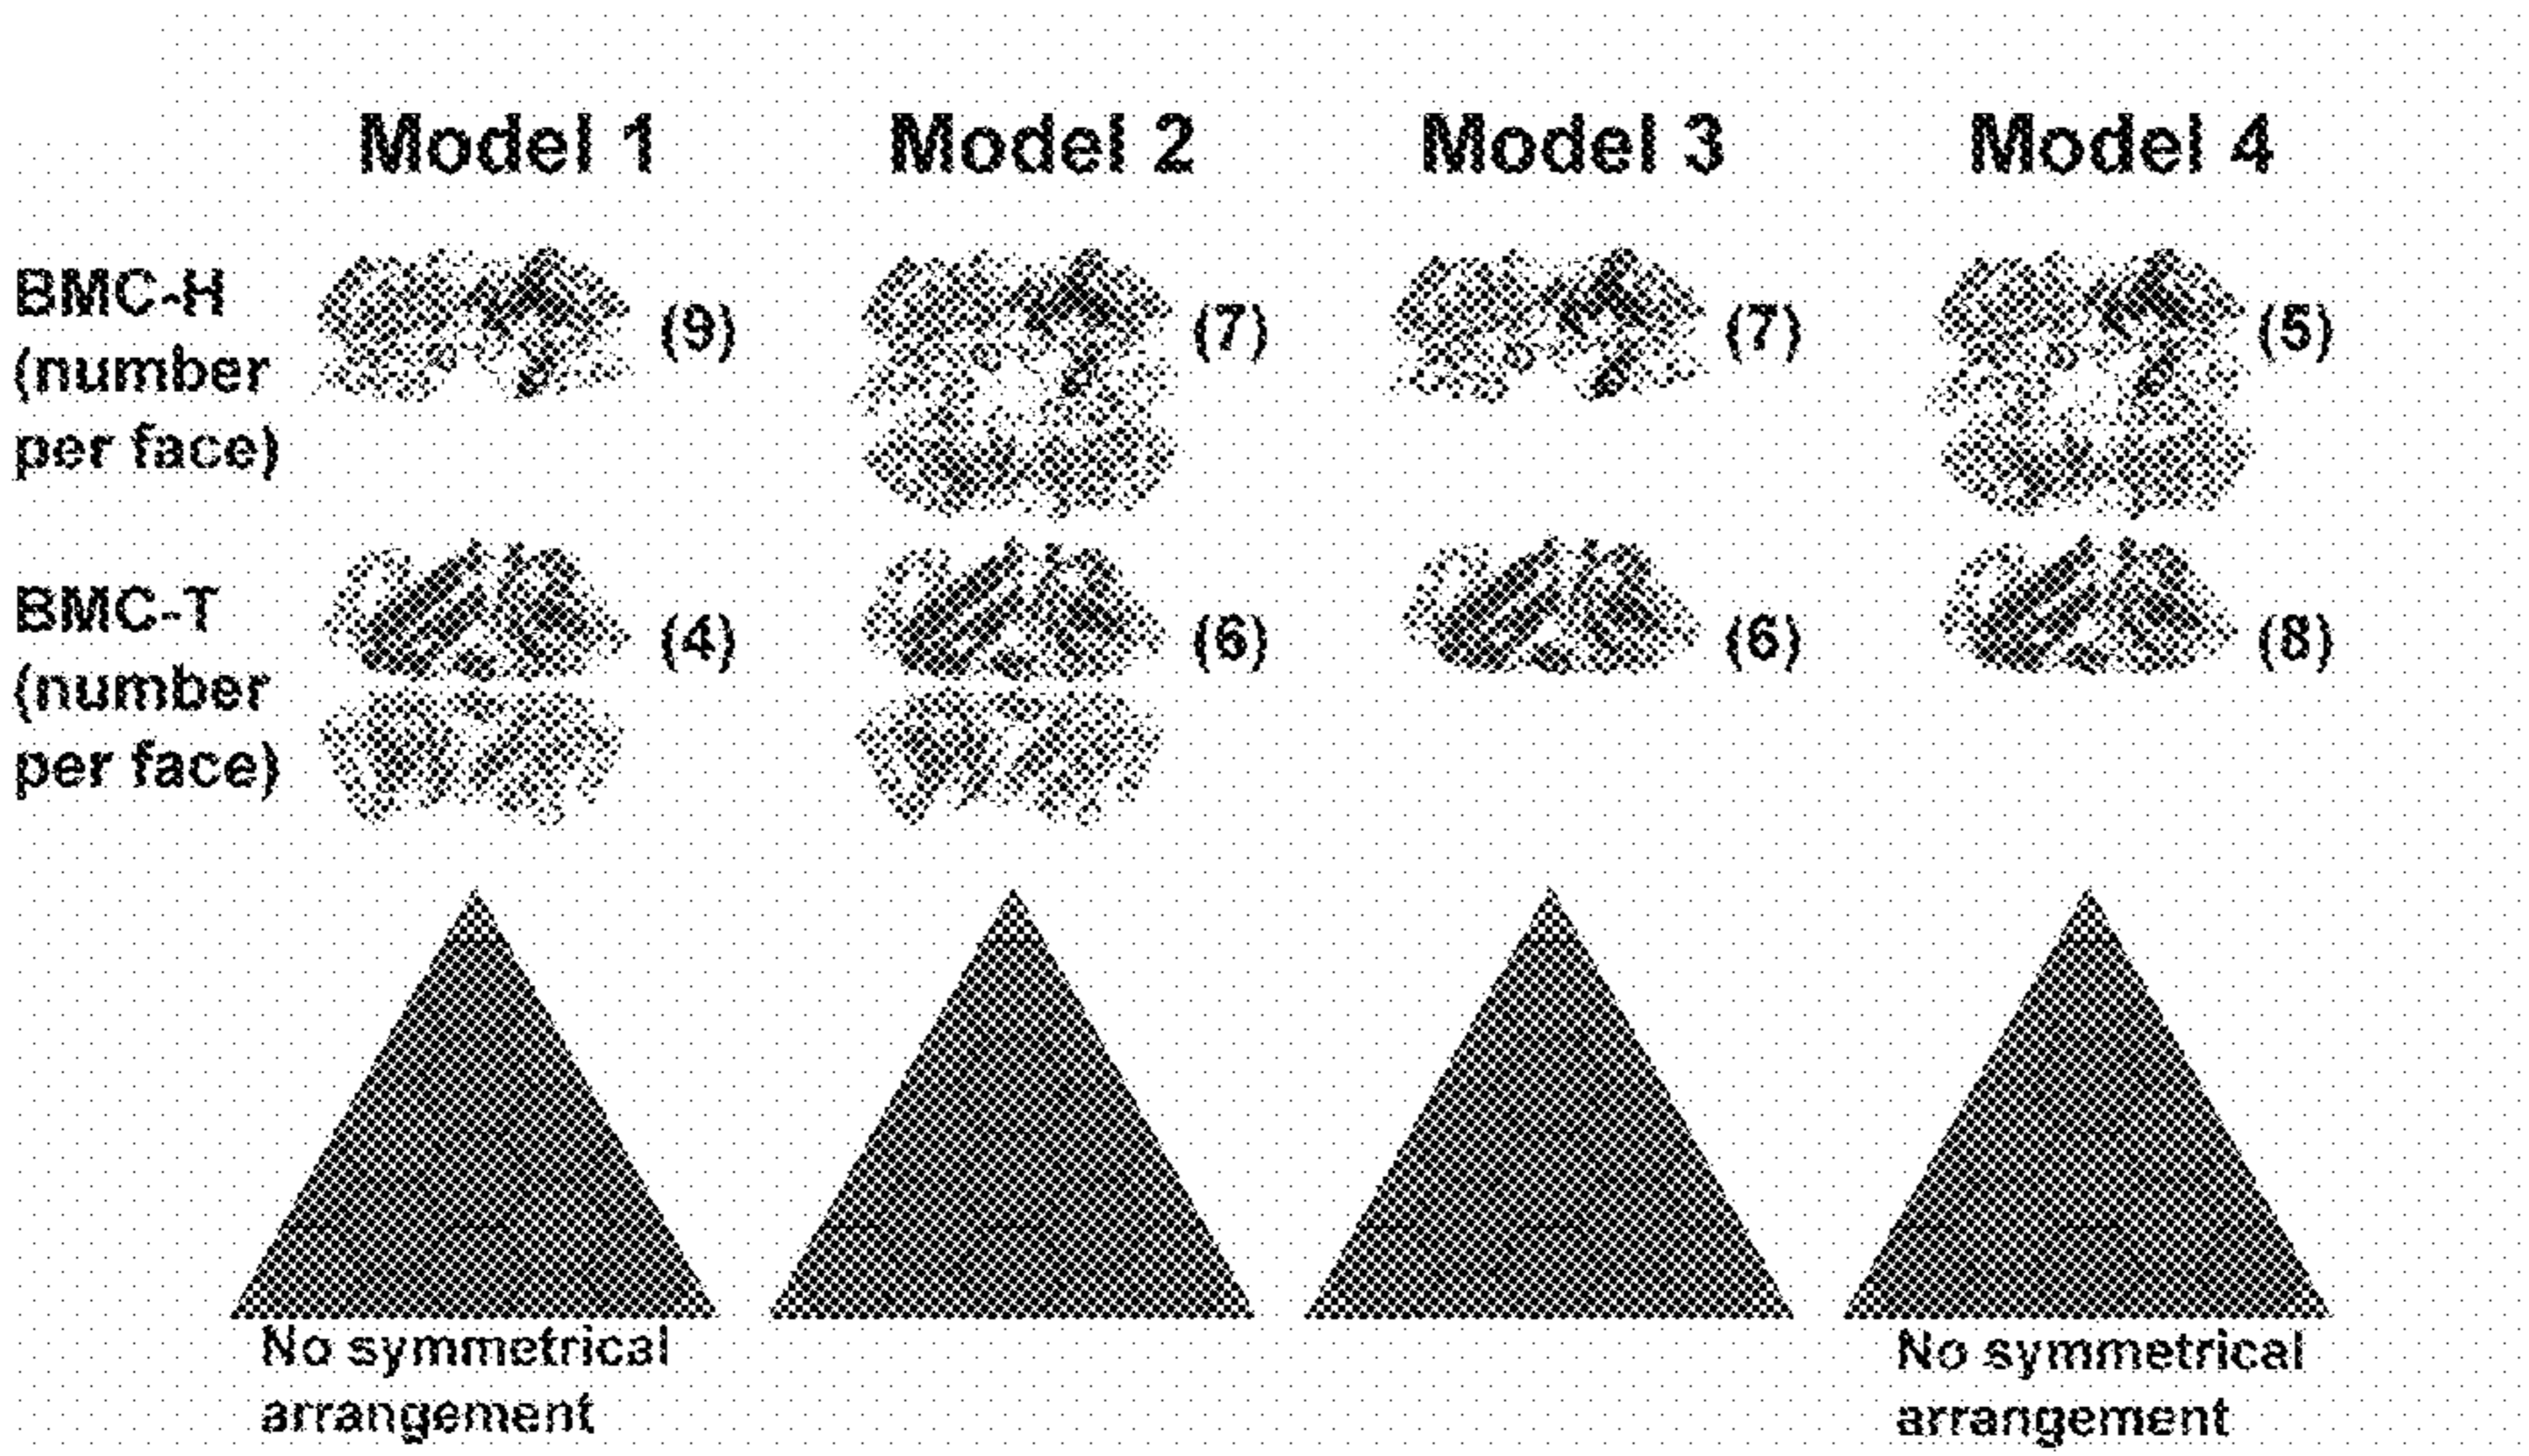 Model 1 Model 2 Model 3 Model 4
BMC-H
(number
per face)
(9) (7) (7) (5)
BMC-T
(number
per face)
(4) (6) (6) (8)
No symmetrical
arrangement
No symmetrical
arrangement